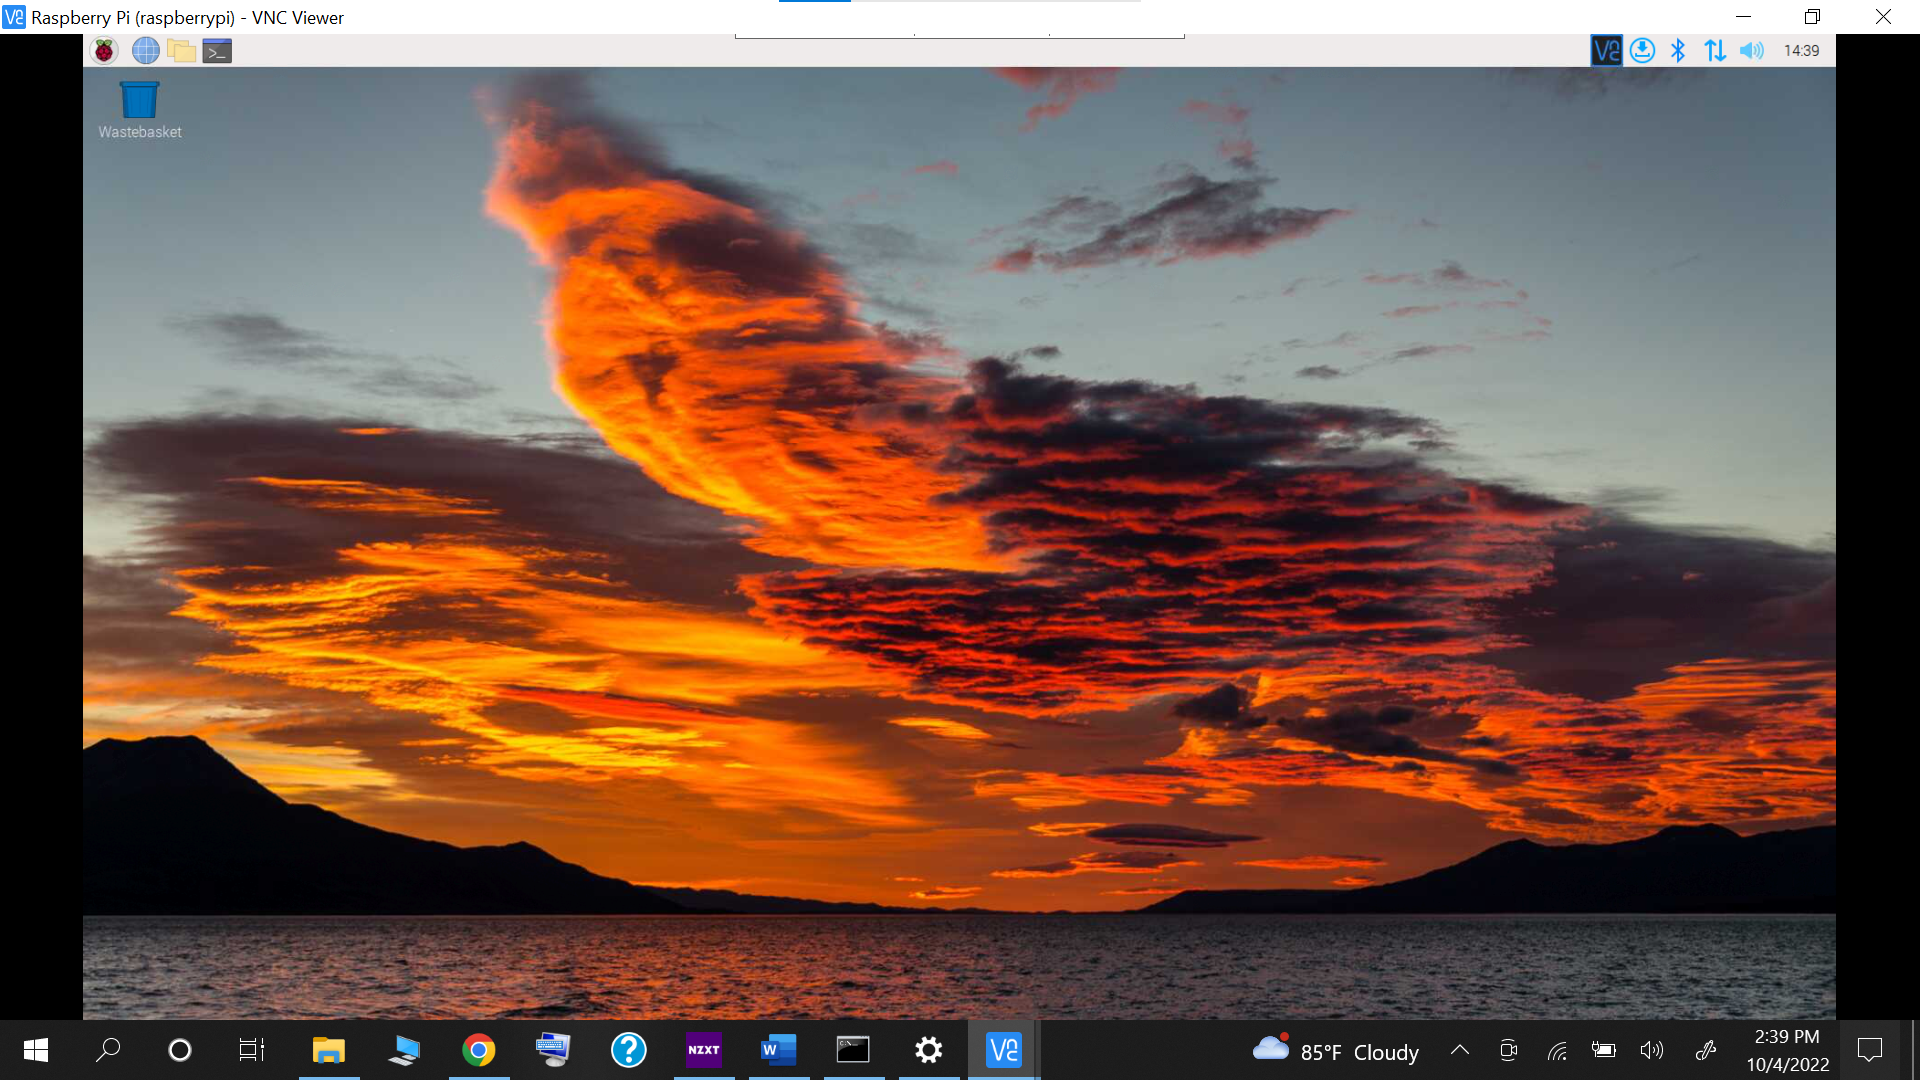 Raspberry Pi (raspberrypi) - VNC Viewer
14:39
Wastebasket
NZXT
85°F Cloudy
2:39 PM
10/4/2022